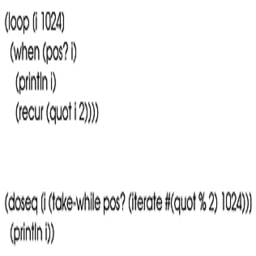 (loop (i 1024)
(when (pos? i)
(println i)
(recur (quot i 2))))
(doseq (i (take-while pos? (iterate #(quot % 2) 1024)))
(println i))